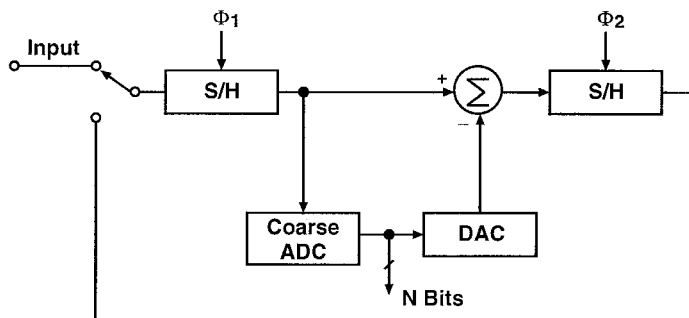 Φ1
Φ2
Input
S/H
+
Σ
−
S/H
Coarse
ADC
DAC
N Bits